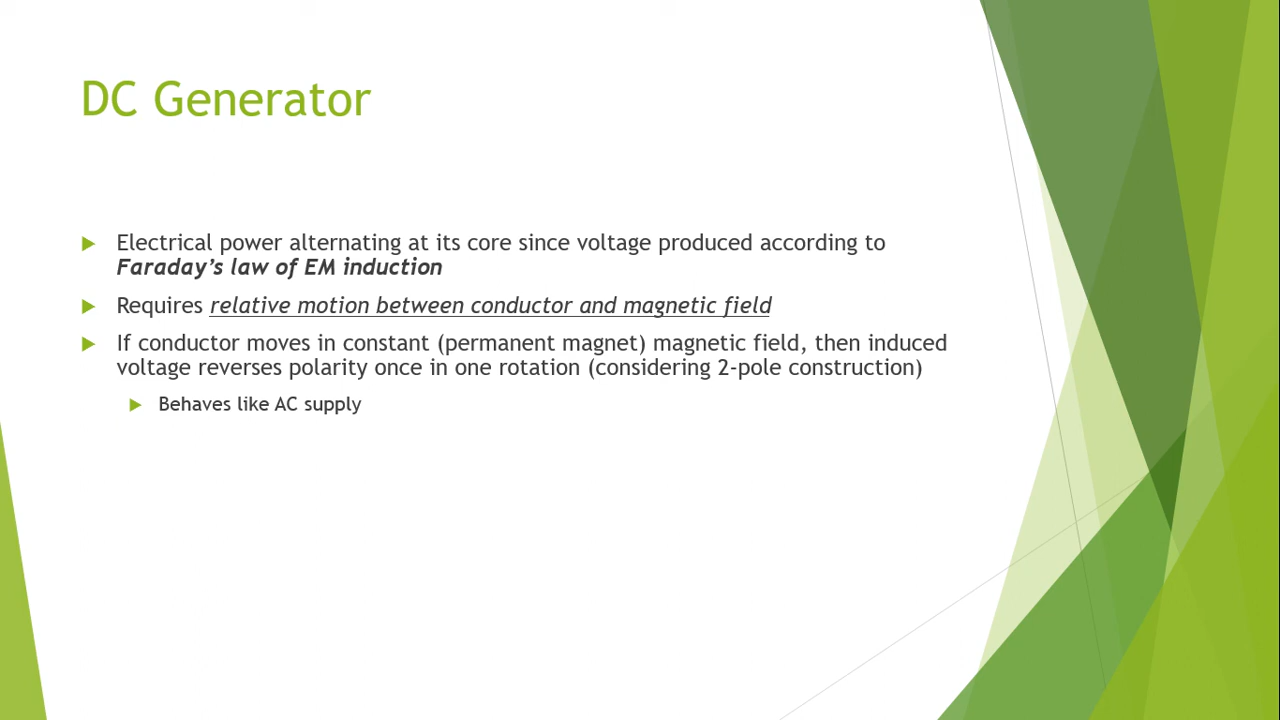 DC Generator
Electrical power alternating at its core since voltage produced according to
Faraday’s law of EM induction
Requires relative motion between conductor and magnetic field
If conductor moves in constant (permanent magnet) magnetic field, then induced
voltage reverses polarity once in one rotation (considering 2-pole construction)
Behaves like AC supply